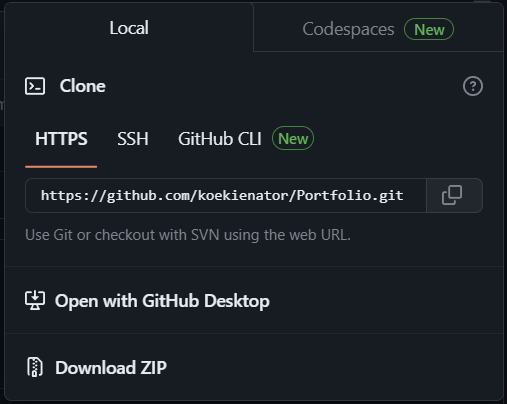 Local
Codespaces New
Clone
HTTPS SSH GitHub CLI New
https://github.com/koekienator/Portfolio.git
Use Git or checkout with SVN using the web URL.
Open with GitHub Desktop
Download ZIP